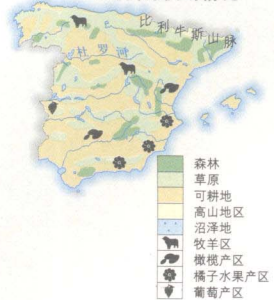 比利牛斯山脉
杜罗河
森林
草原
可耕地
高山地区
沼泽地
牧羊区
橄榄产区
橘子水果产区
葡萄产区